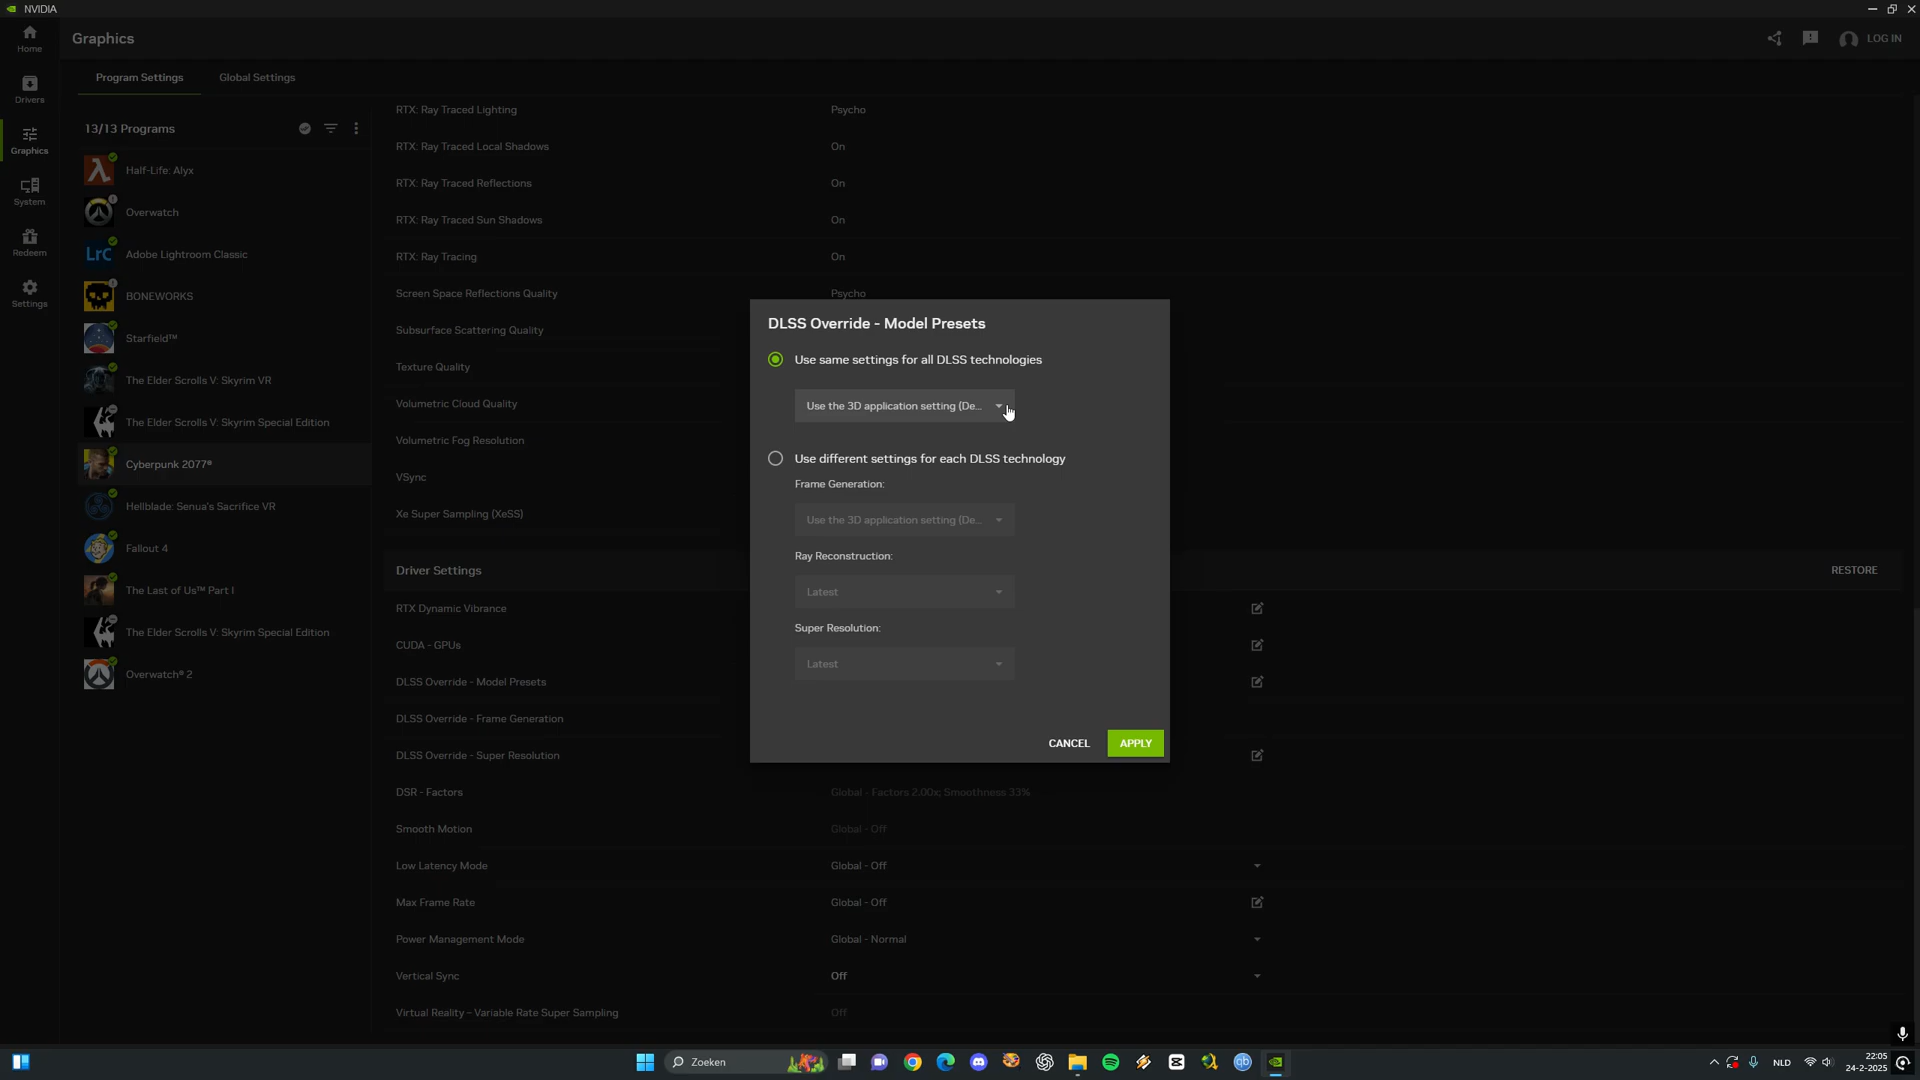 NVIDIA
Home
Graphics
LOG IN
Program Settings
Global Settings
Drivers
13/13 Programs
Graphics
Half-Life: Alyx
System
Overwatch
Redeem
LrC
Adobe Lightroom Classic
Settings
BONEWORKS
Starfield™
The Elder Scrolls V: Skyrim VR
The Elder Scrolls V: Skyrim Special Edition
Cyberpunk 2077®
Hellblade: Senua's Sacrifice VR
Fallout 4
The Last of Us™ Part I
The Elder Scrolls V: Skyrim Special Edition
Overwatch® 2
RTX: Ray Traced Lighting
Psycho
RTX: Ray Traced Local Shadows
On
RTX: Ray Traced Reflections
On
RTX: Ray Traced Sun Shadows
On
RTX: Ray Tracing
On
Screen Space Reflections Quality
Psycho
Subsurface Scattering Quality
Texture Quality
Volumetric Cloud Quality
Volumetric Fog Resolution
VSync
Xe Super Sampling (XeSS)
DLSS Override - Model Presets
Use same settings for all DLSS technologies
Use the 3D application setting (De...
Use different settings for each DLSS technology
Frame Generation:
Use the 3D application setting (De...
Ray Reconstruction:
Latest
Super Resolution:
Latest
CANCEL
APPLY
Driver Settings
RESTORE
RTX Dynamic Vibrance
CUDA - GPUs
DLSS Override - Model Presets
DLSS Override - Frame Generation
DLSS Override - Super Resolution
DSR - Factors
Global - Factors 2.00x; Smoothness 33%
Smooth Motion
Global - Off
Low Latency Mode
Global - Off
Max Frame Rate
Global - Off
Power Management Mode
Global - Normal
Vertical Sync
Off
Virtual Reality – Variable Rate Super Sampling
Off
Zoeken
qb
NLD
22:05
24-2-2025